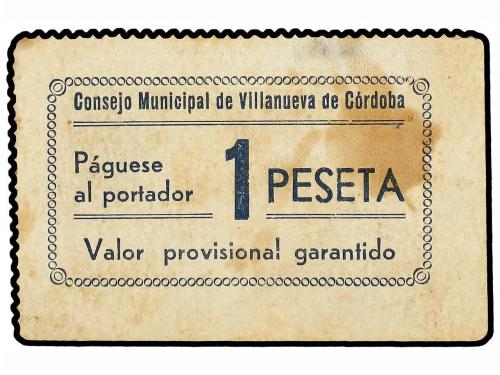 Consejo Municipal de Villanueva de Córdoba
Páguese
al portador
1 PESETA
Valor provisional garantido